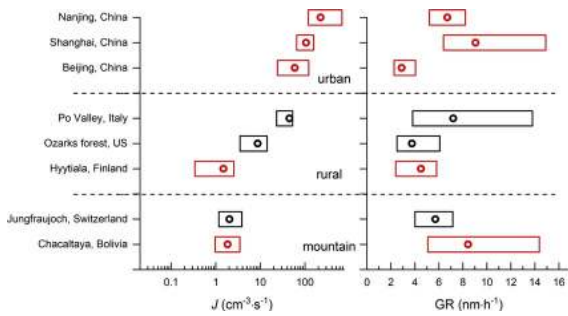 Nanjing, China
Shanghai, China
Beijing, China
urban
Po Valley, Italy
Ozarks forest, US
Hyytiala, Finland
rural
Jungfraujoch, Switzerland
Chacaltaya, Bolivia
mountain
0.1 1 10 100
J (cm⁻³·s⁻¹)
0 2 4 6 8 10 12 14 16
GR (nm·h⁻¹)